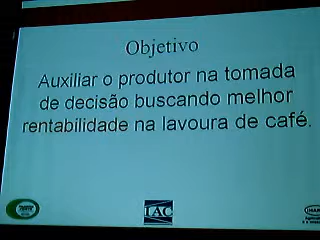 Objetivo
Auxiliar o produtor na tomada
de decisão buscando melhor
rentabilidade na lavoura de café.
IAC